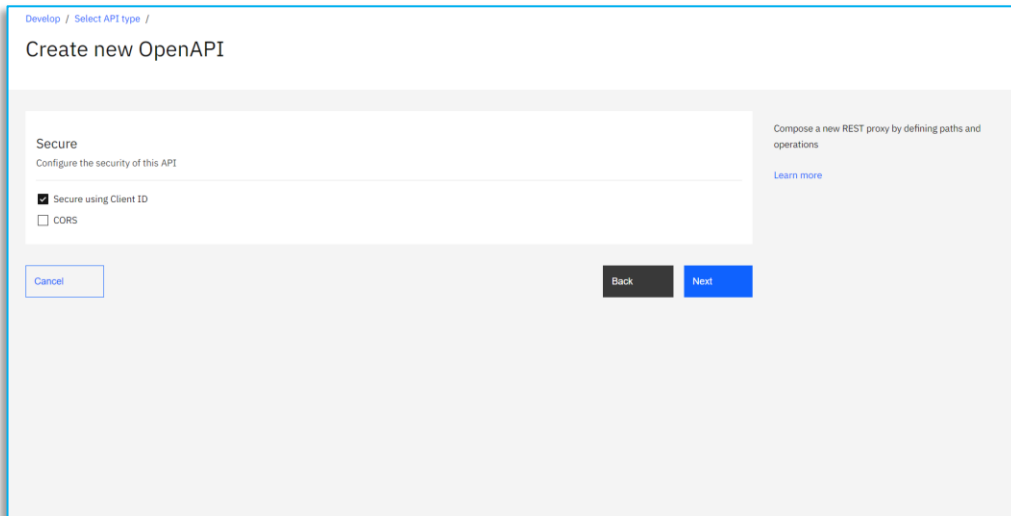 Develop / Select API type /
Create new OpenAPI
Secure
Configure the security of this API
Secure using Client ID
CORS
Cancel
Back
Next
Compose a new REST proxy by defining paths and
operations
Learn more